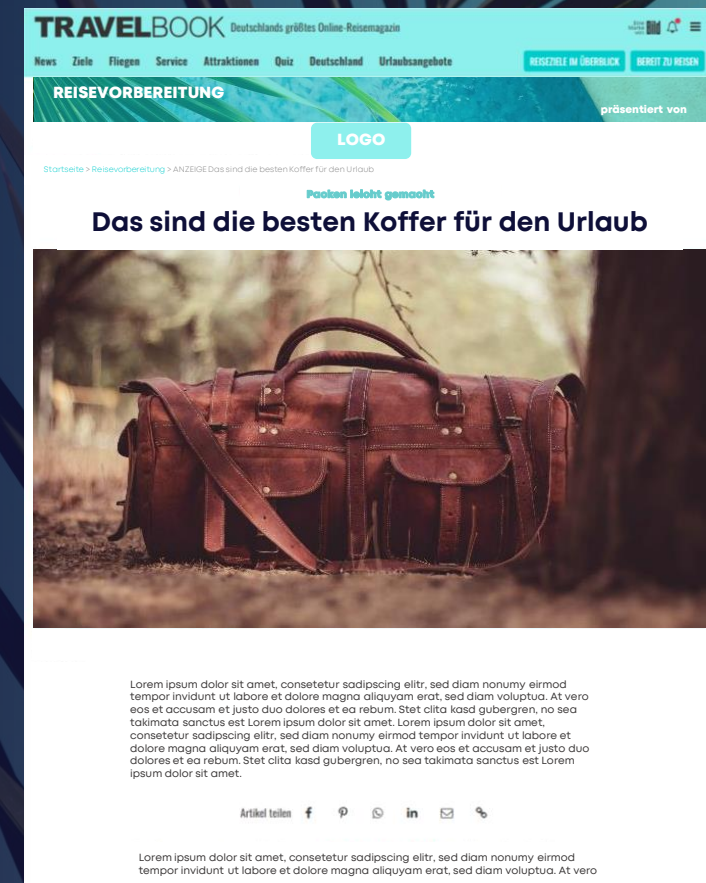 TRAVELBOOK Deutschlands größtes Online-Reisemagazin
Eine Marke von Bild
News Ziele Fliegen Service Attraktionen Quiz Deutschland Urlaubsangebote REISEZIELE IM ÜBERBLICK BEREIT ZU REISEN
REISEVORBEREITUNG
präsentiert von
LOGO
Startseite > Reisevorbereitung > ANZEIGE Das sind die besten Koffer für den Urlaub
Packen leicht gemacht
Das sind die besten Koffer für den Urlaub
Lorem ipsum dolor sit amet, consetetur sadipscing elitr, sed diam nonumy eirmod
tempor invidunt ut labore et dolore magna aliquyam erat, sed diam voluptua. At vero
eos et accusam et justo duo dolores et ea rebum. Stet clita kasd gubergren, no sea
takimata sanctus est Lorem ipsum dolor sit amet. Lorem ipsum dolor sit amet,
consetetur sadipscing elitr, sed diam nonumy eirmod tempor invidunt ut labore et
dolore magna aliquyam erat, sed diam voluptua. At vero eos et accusam et justo duo
dolores et ea rebum. Stet clita kasd gubergren, no sea takimata sanctus est Lorem
ipsum dolor sit amet.
Artikel teilen
Lorem ipsum dolor sit amet, consetetur sadipscing elitr, sed diam nonumy eirmod
tempor invidunt ut labore et dolore magna aliquyam erat, sed diam voluptua. At vero